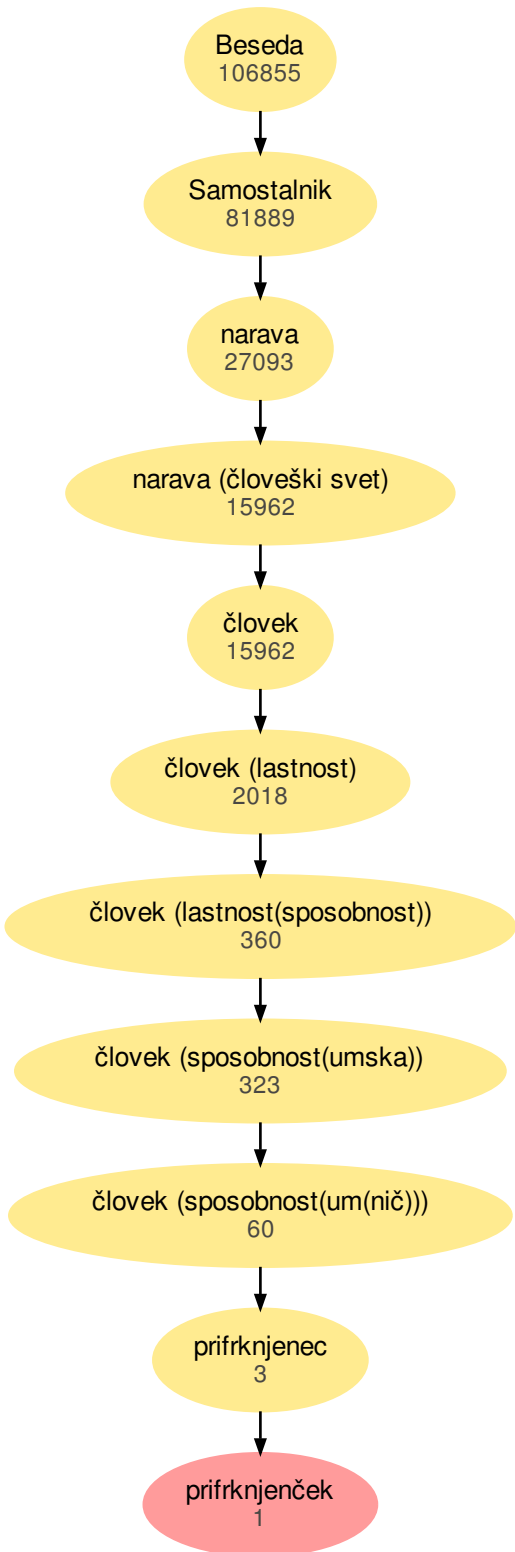 Beseda
106855
Samostalnik
81889
narava
27093
narava (človeški svet)
15962
človek
15962
človek (lastnost)
2018
človek (lastnost(sposobnost))
360
človek (sposobnost(umska))
323
človek (sposobnost(um(nič)))
60
prifrknjenec
3
prifrknjenček
1